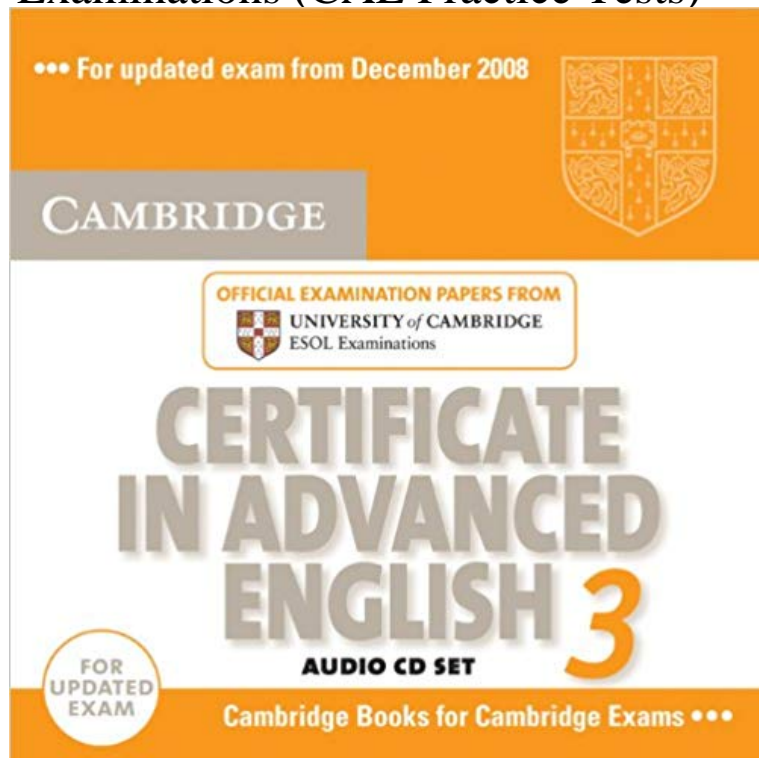 Examinations (CAE Practice Tests)
••• For updated exam from December 2008
CAMBRIDGE
OFFICIAL EXAMINATION PAPERS FROM
UNIVERSITY of CAMBRIDGE
ESOL Examinations
CERTIFICATE
IN ADVANCED
ENGLISH 3
AUDIO CD SET
FOR
UPDATED
EXAM
Cambridge Books for Cambridge Exams •••